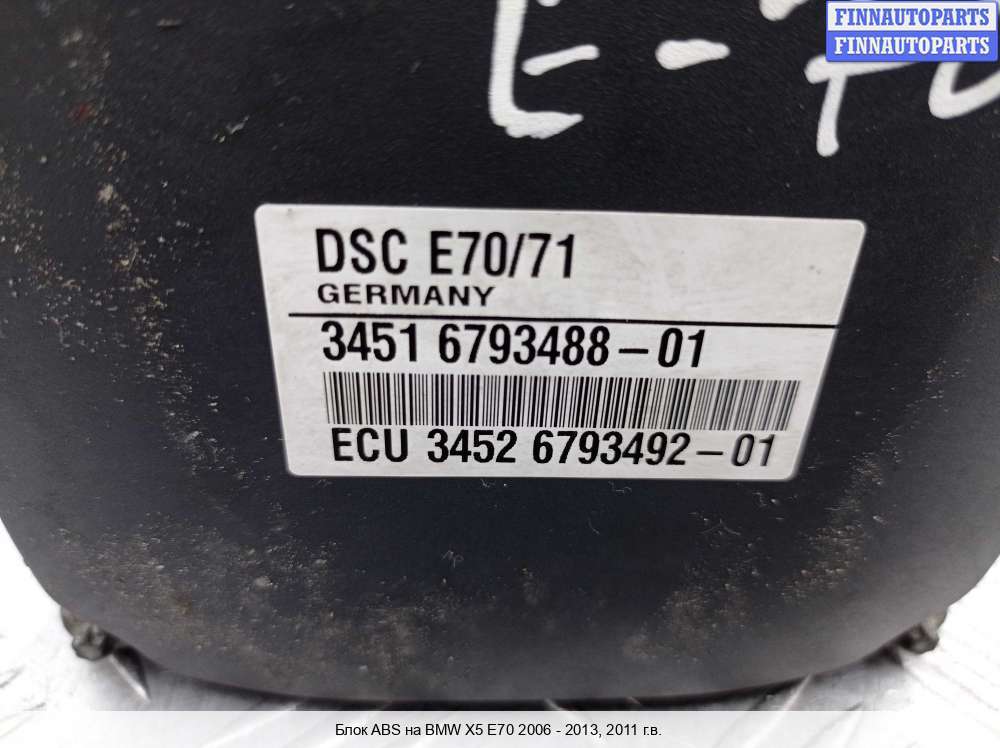 FINNAUTOPARTS
FINNAUTOPARTS
E-70
DSC E70/71
GERMANY
3451 6793488-01
ECU 3452 6793492-01
Блок ABS на BMW X5 E70 2006 - 2013, 2011 г.в.